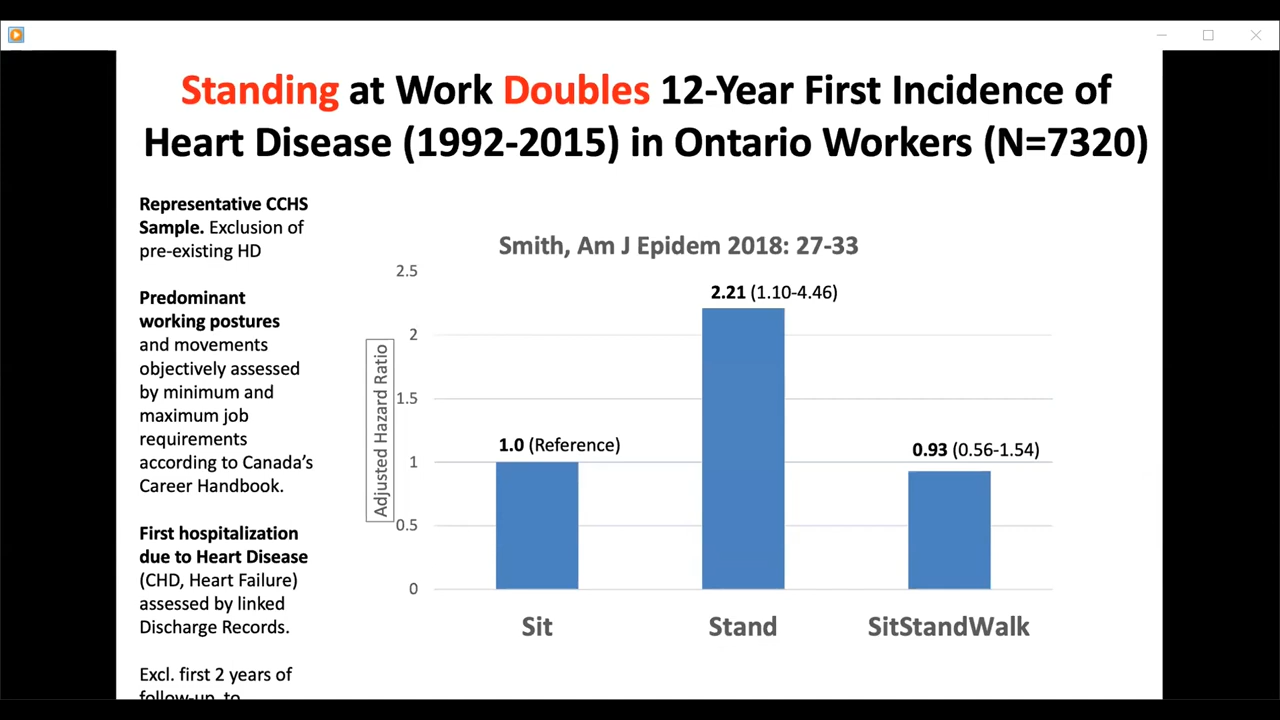 Standing at Work Doubles 12-Year First Incidence of
Heart Disease (1992-2015) in Ontario Workers (N=7320)
Representative CCHS
Sample. Exclusion of
pre-existing HD
Predominant
working postures
and movements
objectively assessed
by minimum and
maximum job
requirements
according to Canada's
Career Handbook.
First hospitalization
due to Heart Disease
(CHD, Heart Failure)
assessed by linked
Discharge Records.
Excl. first 2 years of
follow-up, to
Smith, Am J Epidem 2018: 27-33
Adjusted Hazard Ratio
2.5
2
1.5
1
0.5
0
1.0 (Reference)
2.21 (1.10-4.46)
0.93 (0.56-1.54)
Sit
Stand
SitStandWalk